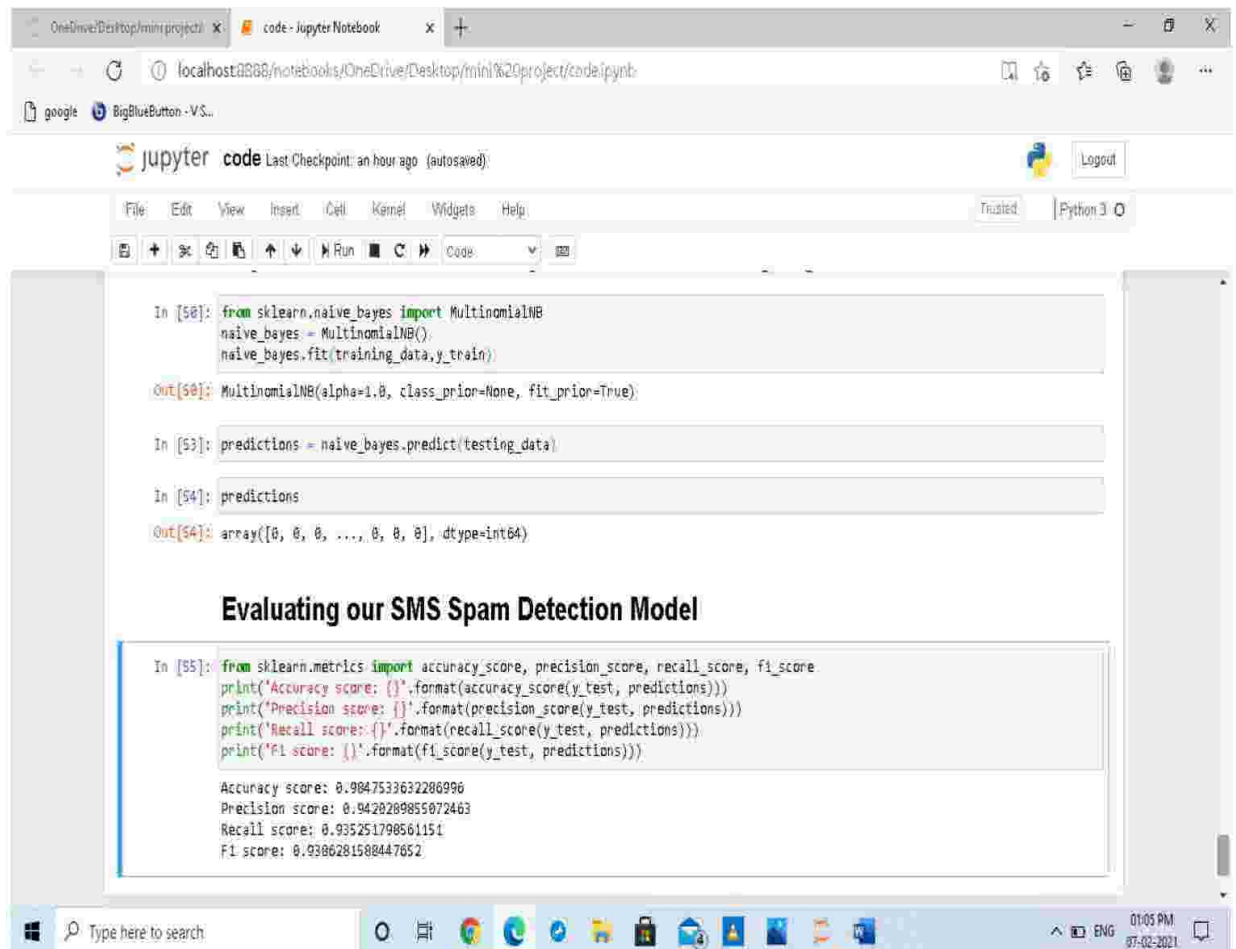 OneDrive/Desktop/mini project/
code - Jupyter Notebook
localhost:8888/notebooks/OneDrive/Desktop/mini%20project/code.ipynb
google BigBlueButton - V S...
jupyter code Last Checkpoint: an hour ago (autosaved)
Logout
File Edit View Insert Cell Kernel Widgets Help
Trusted Python 3
Run Code
In [50]: from sklearn.naive_bayes import MultinomialNB
naive_bayes = MultinomialNB()
naive_bayes.fit(training_data,y_train)
Out[50]: MultinomialNB(alpha=1.0, class_prior=None, fit_prior=True)
In [53]: predictions = naive_bayes.predict(testing_data)
In [54]: predictions
Out[54]: array([0, 0, 0, ..., 0, 0, 0], dtype=int64)
Evaluating our SMS Spam Detection Model
In [55]: from sklearn.metrics import accuracy_score, precision_score, recall_score, f1_score
print('Accuracy score: {}'.format(accuracy_score(y_test, predictions)))
print('Precision score: {}'.format(precision_score(y_test, predictions)))
print('Recall score: {}'.format(recall_score(y_test, predictions)))
print('F1 score: {}'.format(f1_score(y_test, predictions)))
Accuracy score: 0.9847533632286996
Precision score: 0.9420289855072463
Recall score: 0.935251798561151
F1 score: 0.9386281588447652
Type here to search
ENG
01:05 PM
07-02-2021